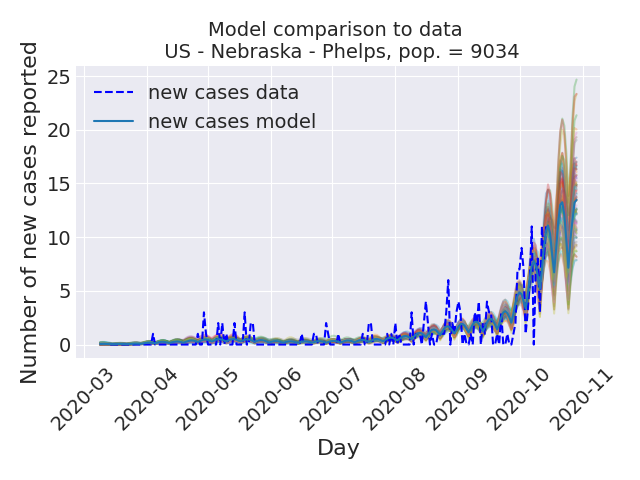 Model comparison to data
US - Nebraska - Phelps, pop. = 9034
Number of new cases reported
25
20
15
10
5
0
new cases data
new cases model
2020-03
2020-04
2020-05
2020-06
2020-07
2020-08
2020-09
2020-10
2020-11
Day